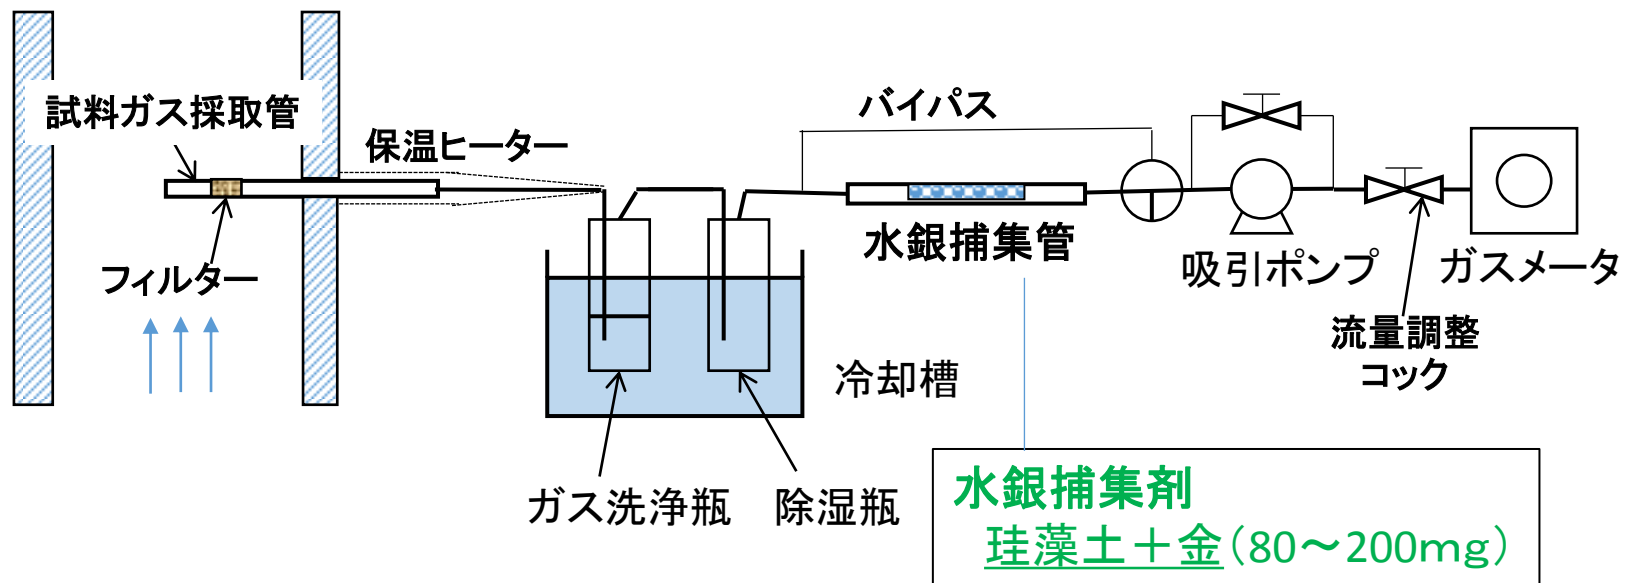 試料ガス採取管
保温ヒーター
バイパス
フィルター
水銀捕集管
吸引ポンプ
ガスメータ
流量調整
コック
冷却槽
ガス洗浄瓶
除湿瓶
水銀捕集剤
珪藻土＋金(80～200mg)